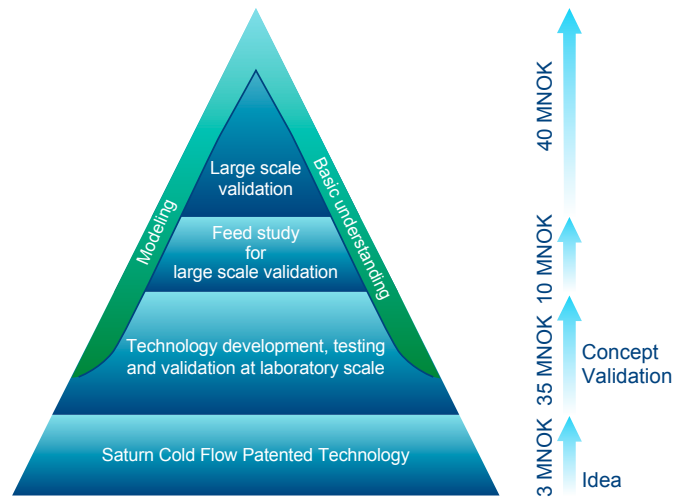 Large scale
validation
Feed study
for
large scale validation
Technology development, testing
and validation at laboratory scale
Saturn Cold Flow Patented Technology
Modeling
Basic understanding
40 MNOK
10 MNOK
35 MNOK
Concept
Validation
3 MNOK
Idea